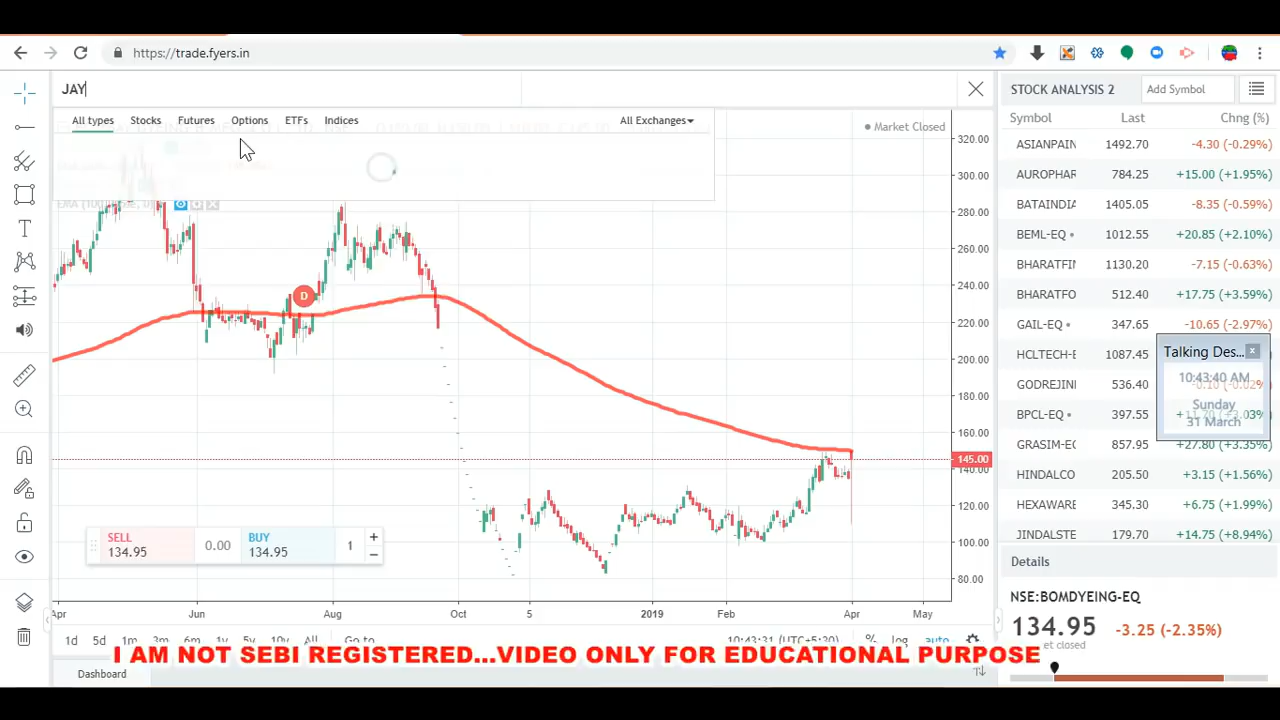 https://trade.fyers.in
JAY
All types Stocks Futures Options ETFs Indices All Exchanges
Market Closed
STOCK ANALYSIS 2 Add Symbol
Symbol Last Chng (%)
ASIANPAIN 1492.70 -4.30 (-0.29%)
AUROPHAR 784.25 +15.00 (+1.95%)
BATAINDIA 1405.05 -8.35 (-0.59%)
BEML-EQ 1012.55 +20.85 (+2.10%)
BHARATFIN 1130.20 -7.15 (-0.63%)
BHARATFO 512.40 +17.75 (+3.59%)
GAIL-EQ 347.65 -10.65 (-2.97%)
HCLTECH-E 1087.45
GODREJIN 536.40 -0.10 (-0.02%
BPCL-EQ 397.55
GRASIM-EQ 857.95 +27.80 (+3.35%)
HINDALCO 205.50 +3.15 (+1.56%)
HEXAWARE 345.30 +6.75 (+1.99%)
JINDALSTE 179.70 +14.75 (+8.94%)
Talking Des...
10:43:40 AM
Sunday
31 March
320.00
300.00
280.00
260.00
240.00
220.00
200.00
180.00
160.00
145.00
140.00
120.00
100.00
80.00
D
SELL
134.95
0.00
BUY
134.95
1
Apr Jun Aug Oct 5 2019 Feb Apr May
1d 5d 1m 3m 6m 1y 5y 10y All Go to 10:43:31 (UTC+5:30) % log auto
Details
NSE:BOMDYEING-EQ
134.95 -3.25 (-2.35%)
et closed
I AM NOT SEBI REGISTERED...VIDEO ONLY FOR EDUCATIONAL PURPOSE
Dashboard